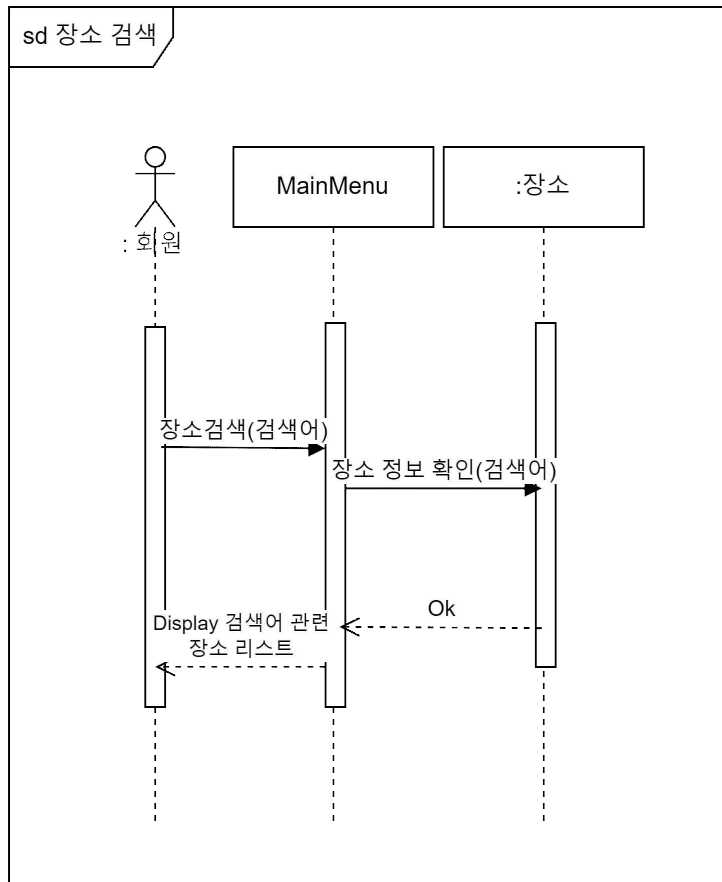 sd 장소 검색
: 회원
MainMenu
:장소
장소검색(검색어)
장소 정보 확인(검색어)
Ok
Display 검색어 관련
장소 리스트